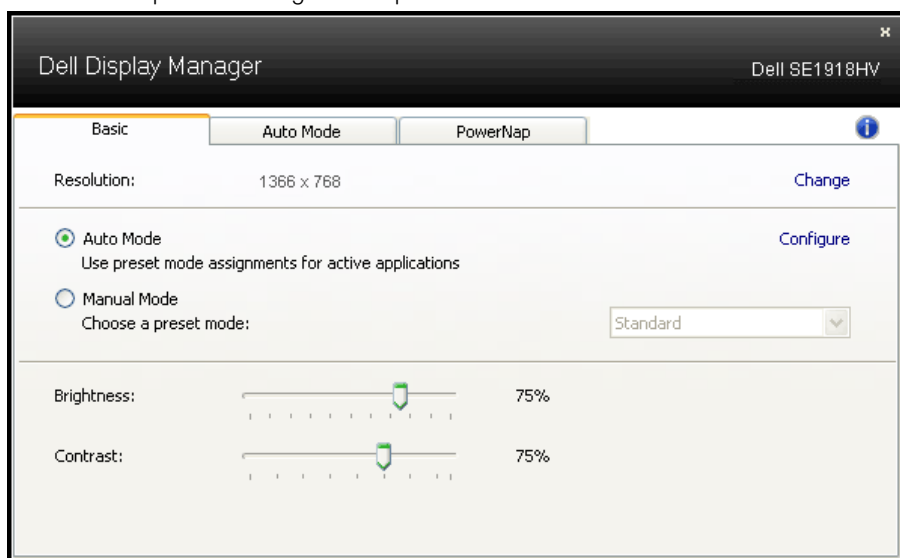 x
Dell Display Manager
Dell SE1918HV
Basic
Auto Mode
PowerNap
i
Resolution:
1366 x 768
Change
Auto Mode
Configure
Use preset mode assignments for active applications
Manual Mode
Choose a preset mode:
Standard
Brightness:
75%
Contrast:
75%